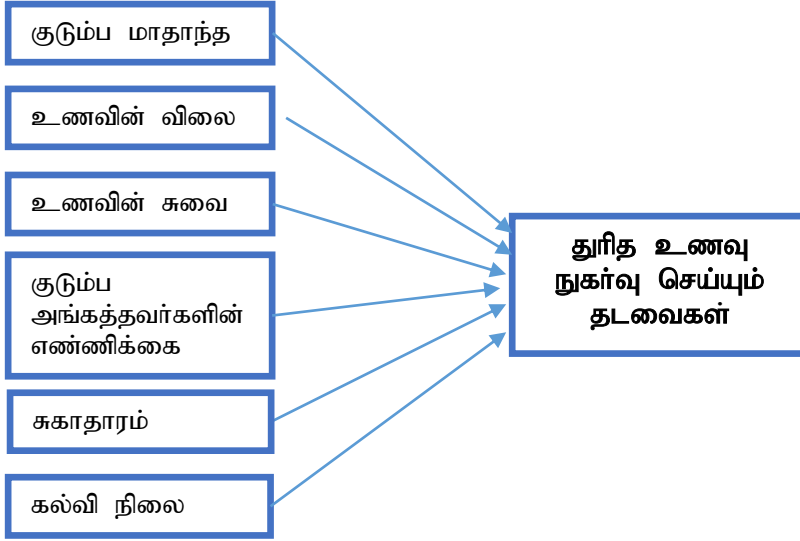 குடும்ப மாதாந்த
உணவின் விலை
உணவின் சுவை
குடும்ப
அங்கத்தவர்களின்
எண்ணிக்கை
சுகாதாரம்
கல்வி நிலை
துரித உணவு
நுகர்வு செய்யும்
தடவைகள்